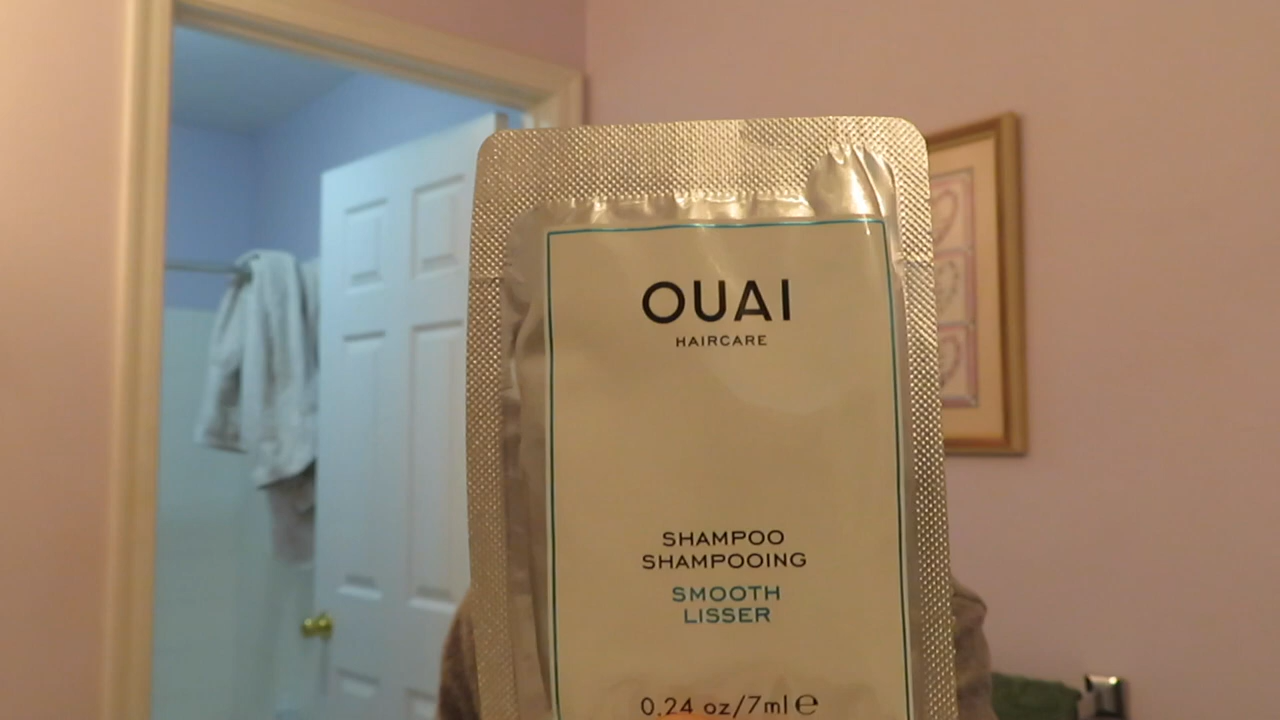 OUAI
HAIRCARE
SHAMPOO
SHAMPOOING
SMOOTH
LISSER
0.24 oz/7ml ℮